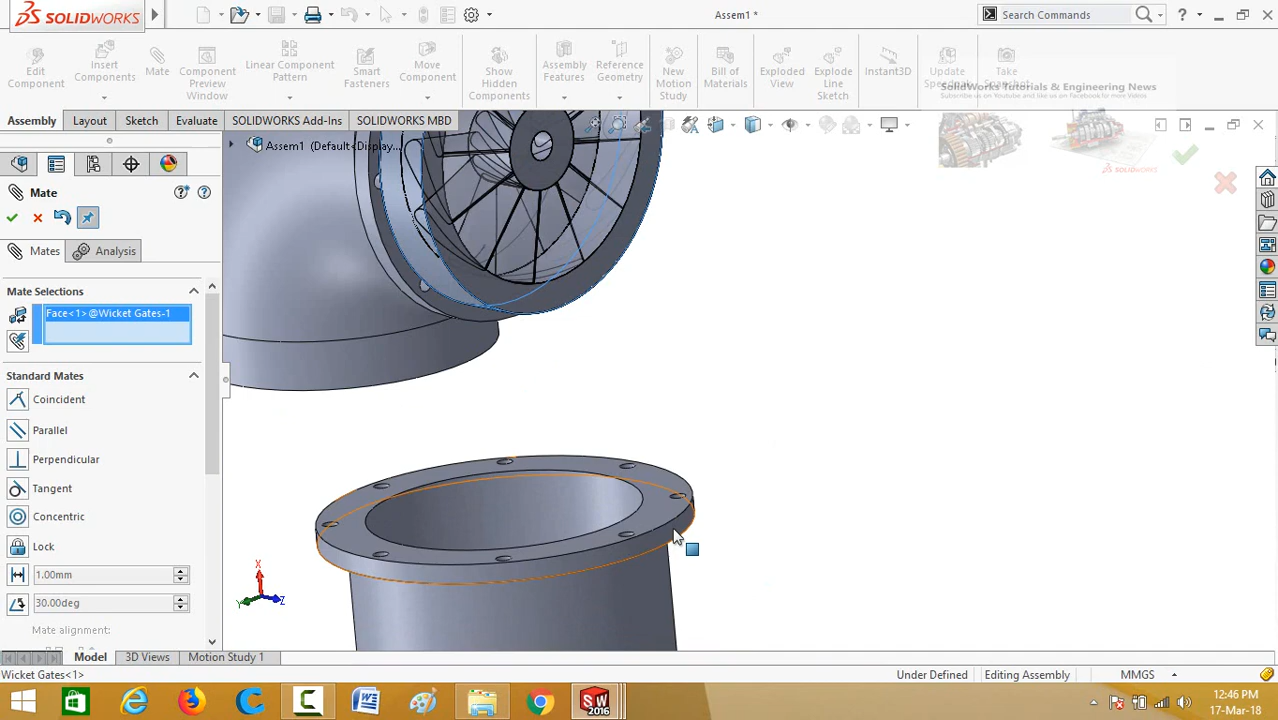 SOLIDWORKS
Assem1 *
Search Commands
Edit Component
Insert Components
Mate
Component Preview Window
Linear Component Pattern
Smart Fasteners
Move Component
Show Hidden Components
Assembly Features
Reference Geometry
New Motion Study
Bill of Materials
Exploded View
Explode Line Sketch
Instant3D
Update
Take
SolidWorks Tutorials & Engineering News
Subscribe us on Youtube and like us on Facebook for more Videos
Assembly
Layout
Sketch
Evaluate
SOLIDWORKS Add-Ins
SOLIDWORKS MBD
Assem1 (Default<Display...
Mate
Mates
Analysis
Mate Selections
Face<1>@Wicket Gates-1
Standard Mates
Coincident
Parallel
Perpendicular
Tangent
Concentric
Lock
1.00mm
30.00deg
Mate alignment:
X
Y
Z
Model
3D Views
Motion Study 1
Wicket Gates<1>
Under Defined
Editing Assembly
MMGS
SW
2016
12:46 PM
17-Mar-18